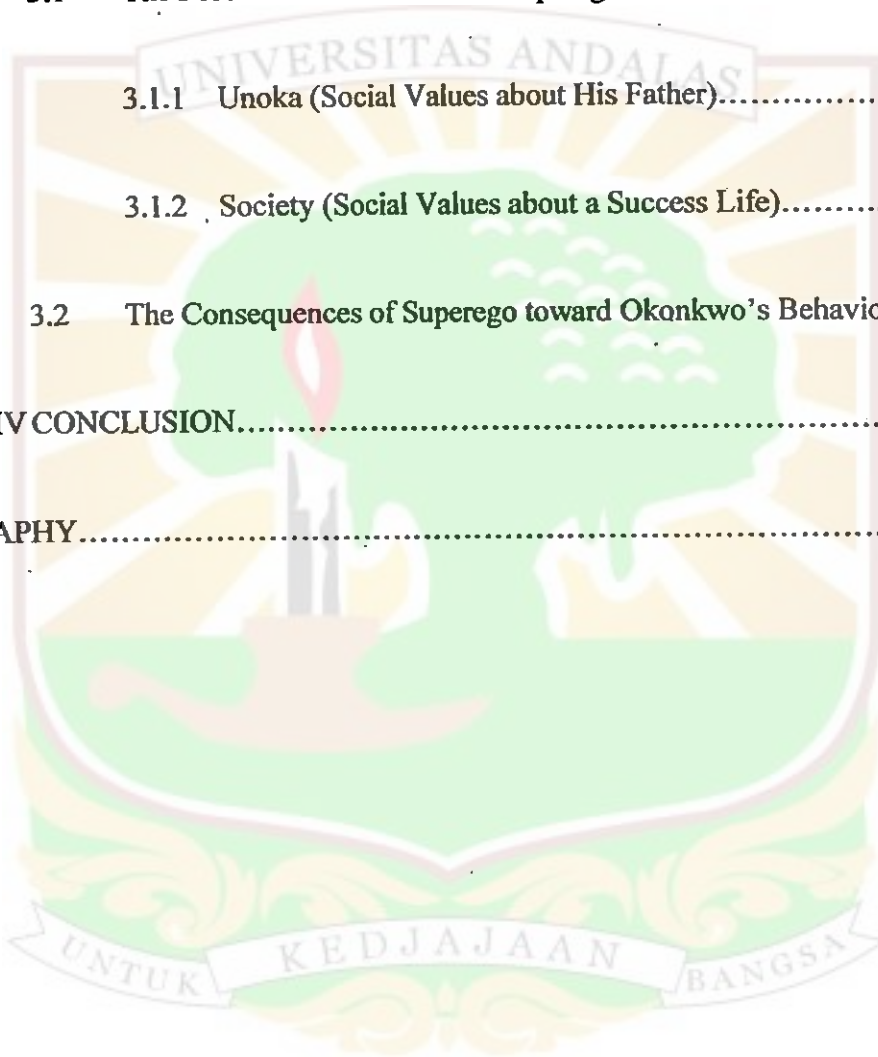 UNIVERSITAS ANDALAS
3.1.1 Unoka (Social Values about His Father)................
3.1.2 Society (Social Values about a Success Life)..........
3.2 The Consequences of Superego toward Okonkwo's Behavio
IV CONCLUSION................................................................
APHY................................................................................
UNTUK KEDJAJAAN BANGSA